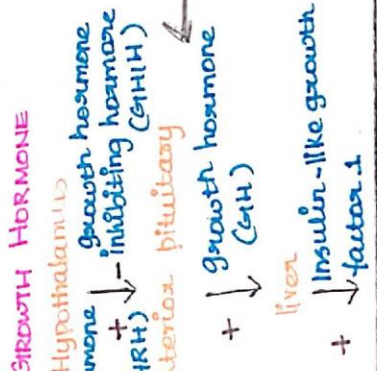 GROWTH HORMONE
Hypothalamus
growth hormone
+ - inhibiting hormone
(GHIH)
pituitary
+ growth hormone
(GH)
liver
+ Insulin-like growth
factor 1